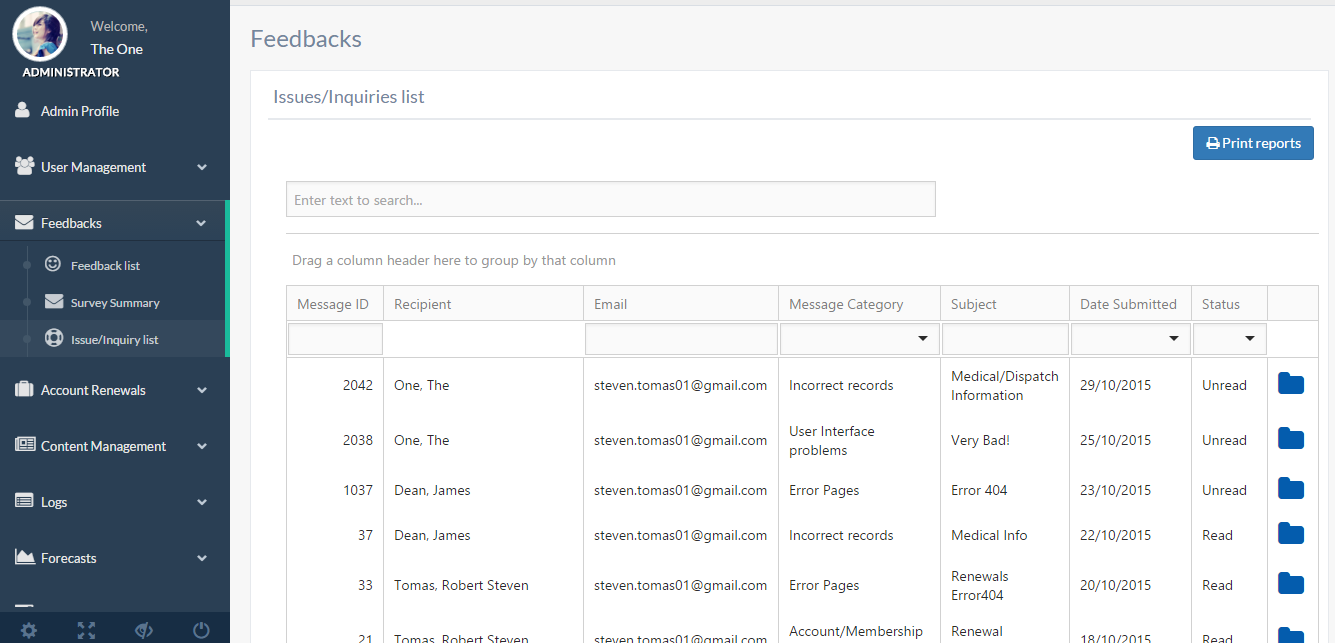 Welcome,
The One
ADMINISTRATOR
Admin Profile
User Management
Feedbacks
Feedback list
Survey Summary
Issue/Inquiry list
Account Renewals
Content Management
Logs
Forecasts
Feedbacks
Issues/Inquiries list
Print reports
Enter text to search...
Drag a column header here to group by that column
Message ID Recipient Email Message Category Subject Date Submitted Status
2042 One, The steven.tomas01@gmail.com Incorrect records Medical/Dispatch Information 29/10/2015 Unread
2038 One, The steven.tomas01@gmail.com User Interface problems Very Bad! 25/10/2015 Unread
1037 Dean, James steven.tomas01@gmail.com Error Pages Error 404 23/10/2015 Unread
37 Dean, James steven.tomas01@gmail.com Incorrect records Medical Info 22/10/2015 Read
33 Tomas, Robert Steven steven.tomas01@gmail.com Error Pages Renewals Error404 20/10/2015 Read
21 Tomas, Robert Steven steven.tomas01@gmail.com Account/Membership Renewal 18/10/2015 Read